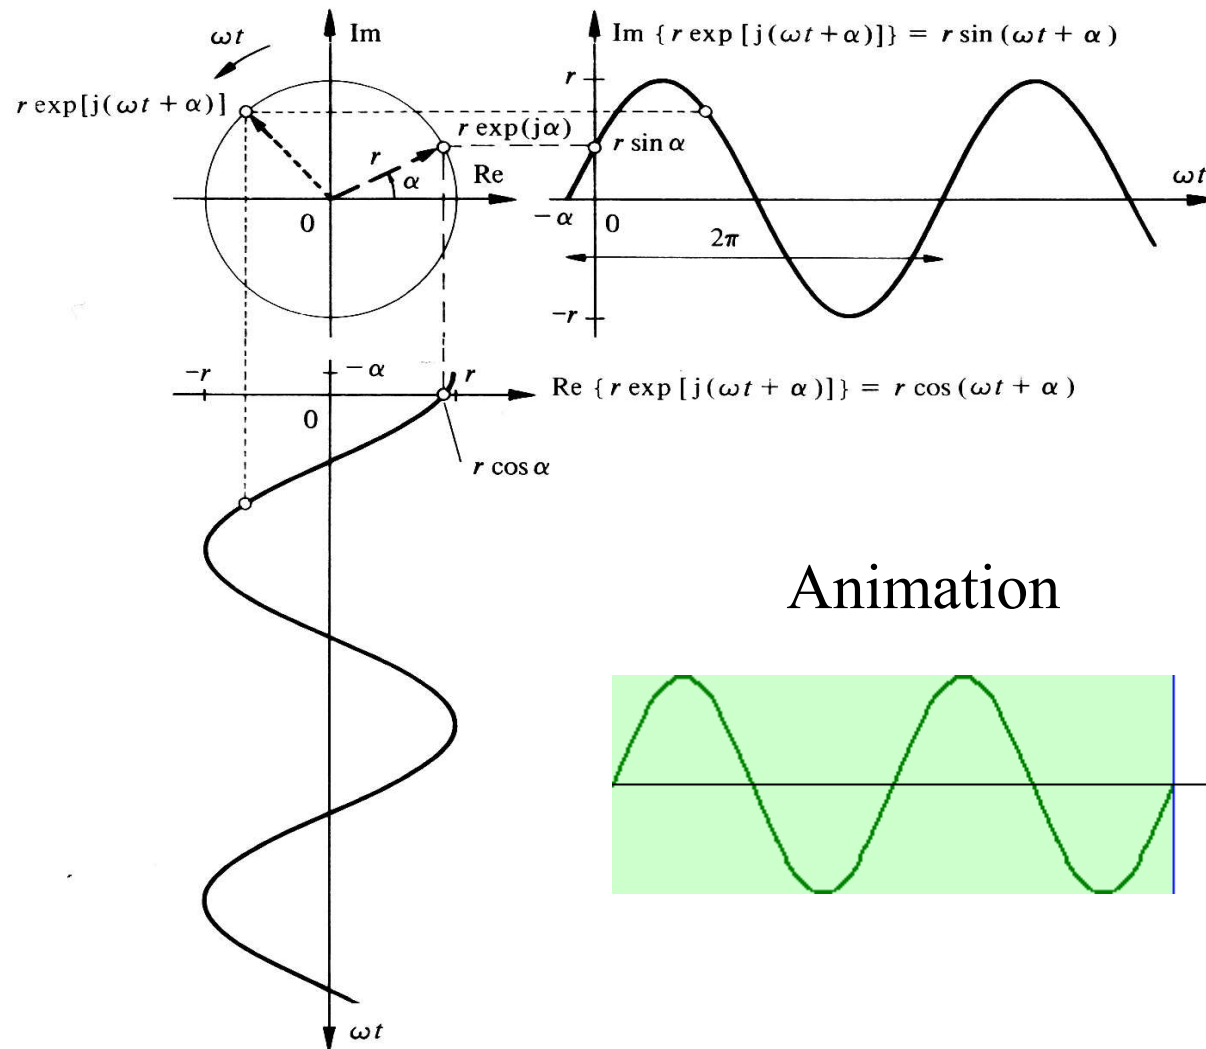 ωt
Im
Im {r exp [j(ωt+α)]} = r sin (ωt + α)
r
r exp[j(ωt + α)]
r exp(jα)
r sin α
r
α
Re
ωt
0
−α
0
2π
−r
−r
−α
r
Re {r exp [j(ωt + α)]} = r cos (ωt + α)
0
r cos α
Animation
ωt